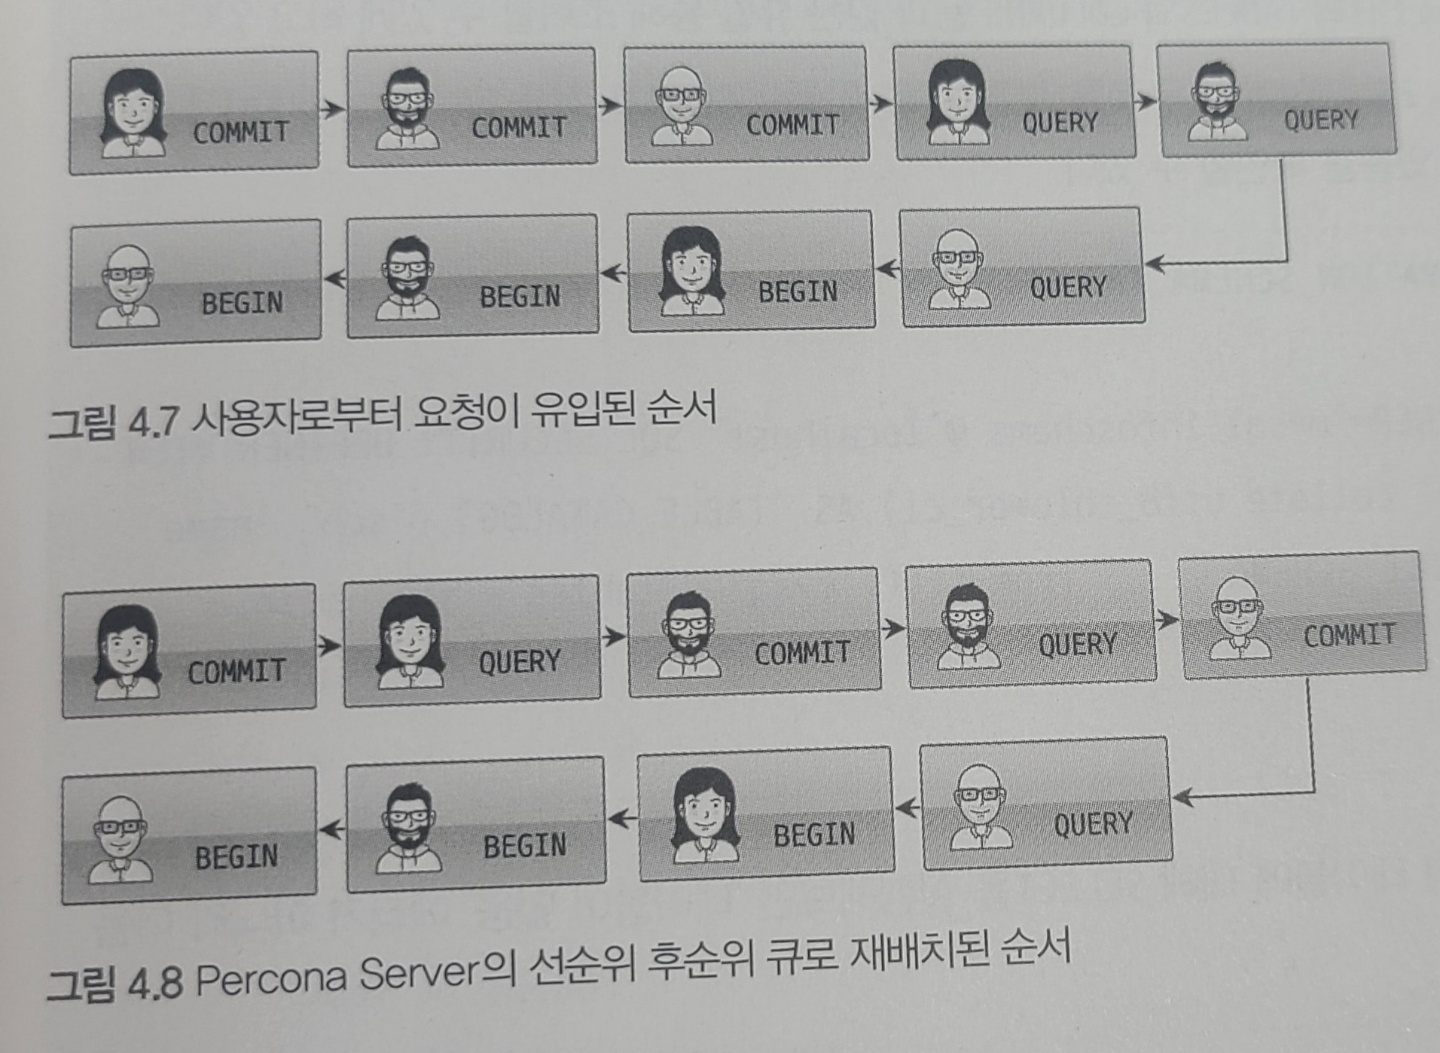 COMMIT COMMIT COMMIT QUERY QUERY
BEGIN BEGIN BEGIN QUERY
그림 4.7 사용자로부터 요청이 유입된 순서
COMMIT QUERY COMMIT QUERY COMMIT
BEGIN BEGIN BEGIN QUERY
그림 4.8 Percona Server의 선순위 후순위 큐로 재배치된 순서